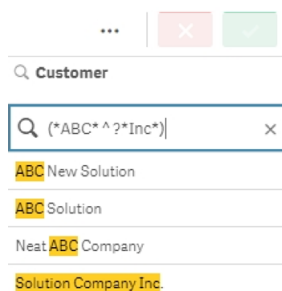 ...
Customer
(*ABC* ^ ?*Inc*)
ABC New Solution
ABC Solution
Neat ABC Company
Solution Company Inc.